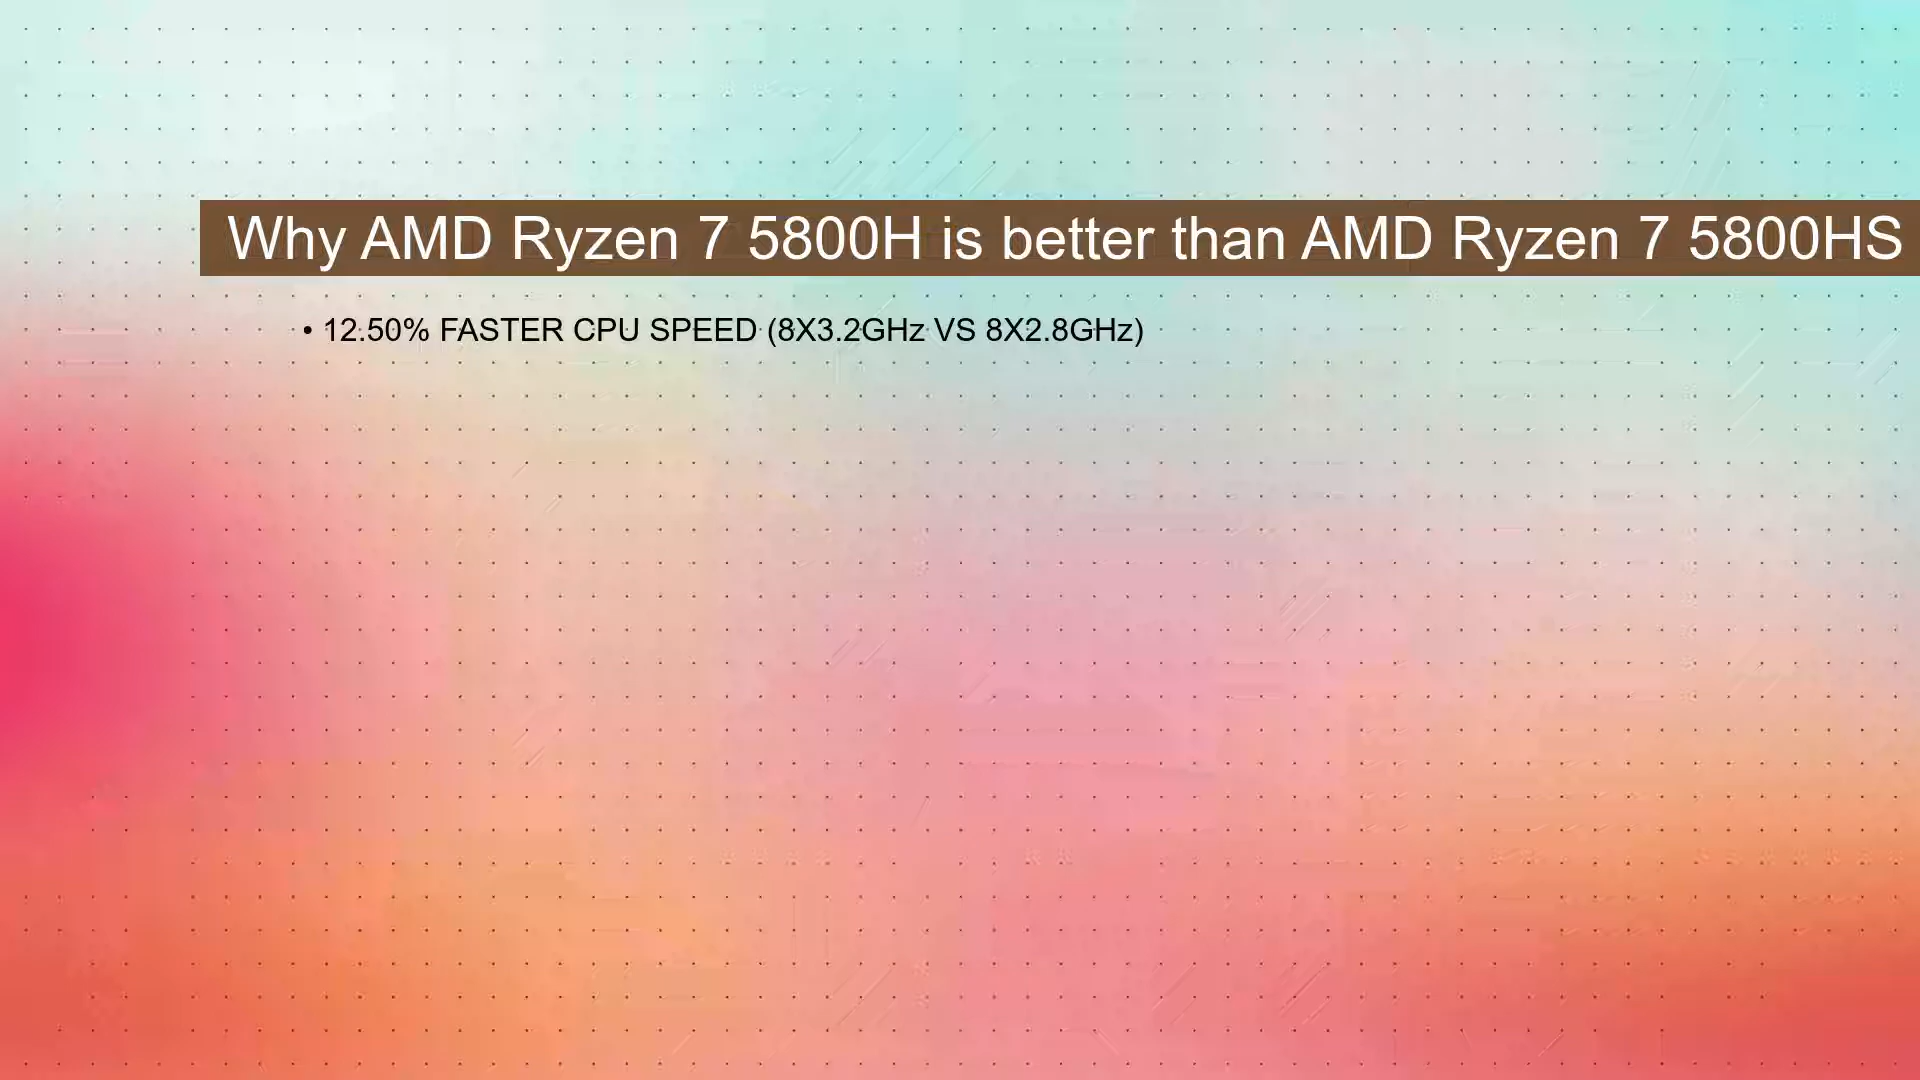 Why AMD Ryzen 7 5800H is better than AMD Ryzen 7 5800HS
• 12.50% FASTER CPU SPEED (8X3.2GHz VS 8X2.8GHz)